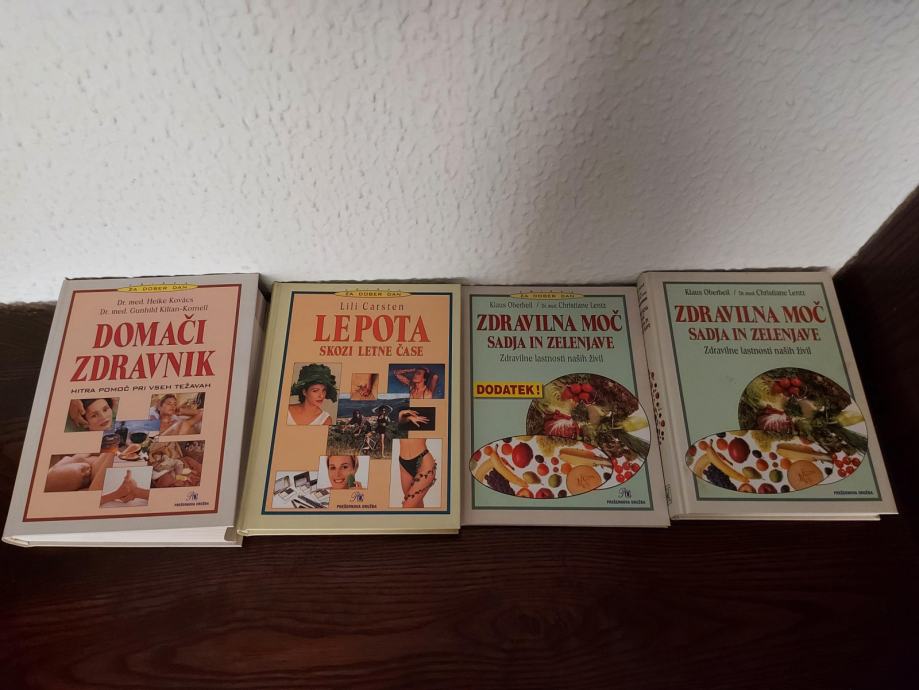 ZA DOBER DAN
Dr. med. Heike Kovács
Dr. med. Gunhild Kilian-Kornell
DOMAČI
ZDRAVNIK
HITRA POMOČ PRI VSEH TEŽAVAH
PREŠERNOVA DRUŽBA
ZA DOBER DAN
Lili Carsten
LEPOTA
SKOZI LETNE ČASE
PREŠERNOVA DRUŽBA
ZA DOBER DAN
Klaus Oberbeil / Dr. med. Christiane Lentz
ZDRAVILNA MOČ
SADJA IN ZELENJAVE
Zdravilne lastnosti naših živil
DODATEK!
PREŠERNOVA DRUŽBA
Klaus Oberbeil / Dr. med. Christiane Lentz
ZDRAVILNA MOČ
SADJA IN ZELENJAVE
Zdravilne lastnosti naših živil
PREŠERNOVA DRUŽBA